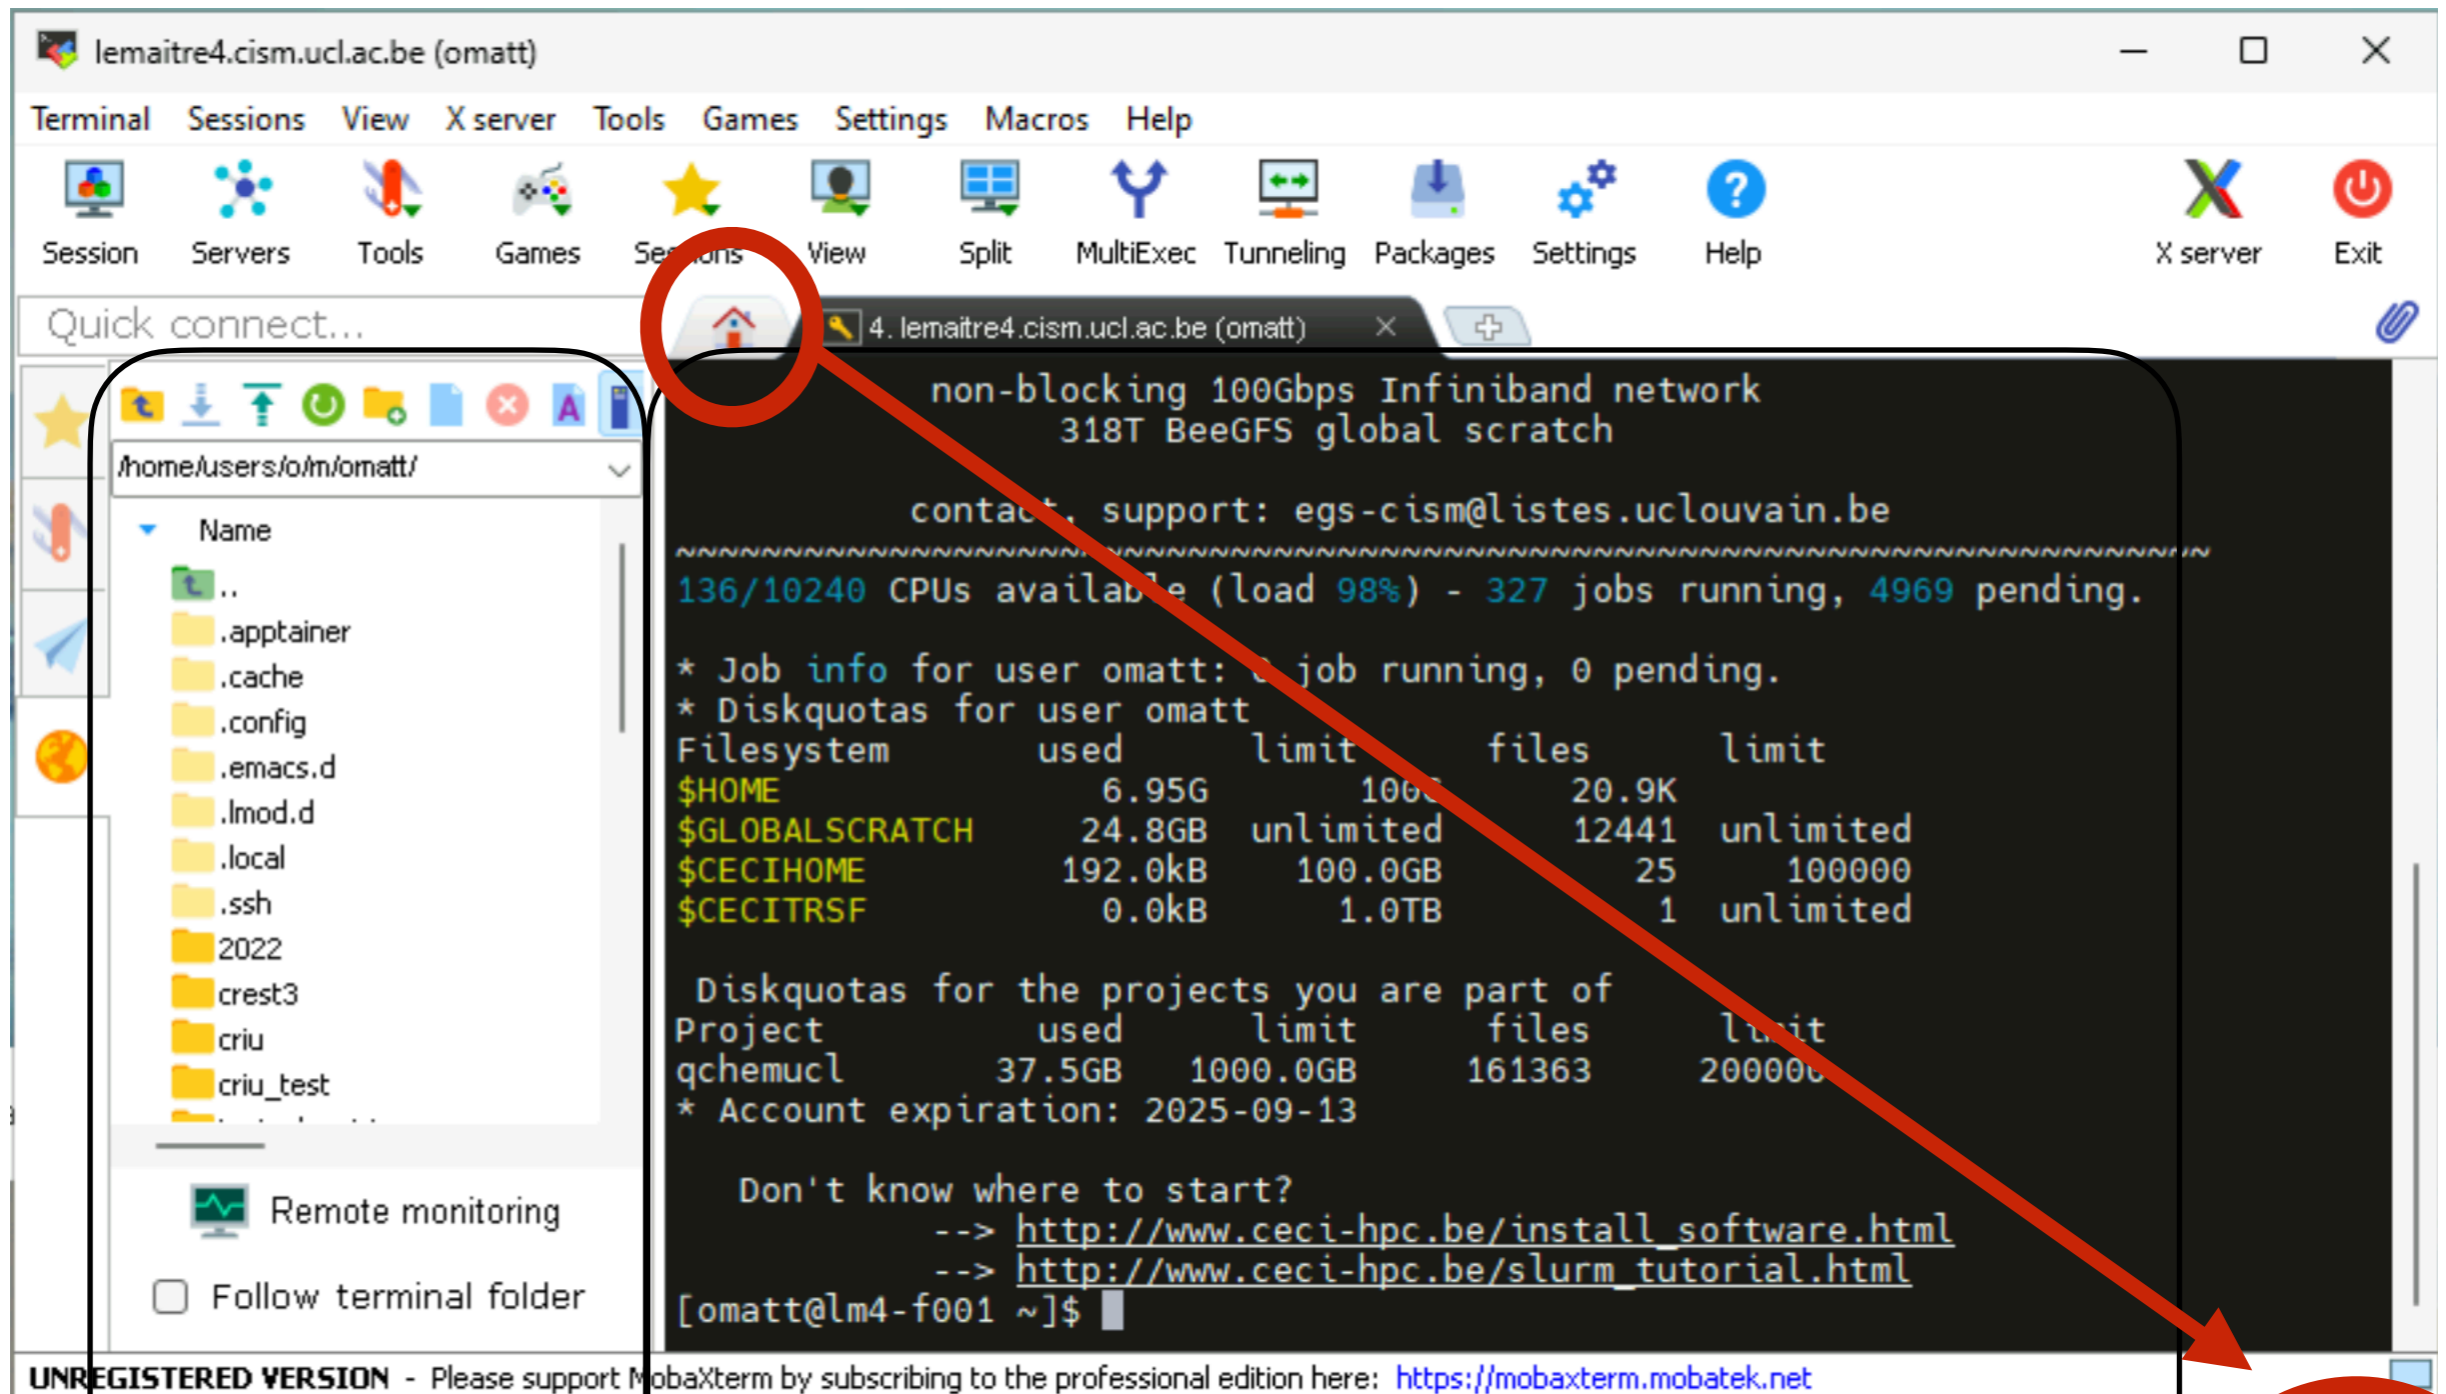 lemaitre4.cism.ucl.ac.be (omatt)
Terminal Sessions View X server Tools Games Settings Macros Help
Session Servers Tools Games Sessions View Split MultiExec Tunneling Packages Settings Help X server Exit
Quick connect...
4. lemaitre4.cism.ucl.ac.be (omatt)
/home/users/o/m/omatt/
Name
..
.apptainer
.cache
.config
.emacs.d
.lmod.d
.local
.ssh
2022
crest3
criu
criu_test
Remote monitoring
Follow terminal folder
non-blocking 100Gbps Infiniband network
318T BeeGFS global scratch
contact, support: egs-cism@listes.uclouvain.be
~~~~~~~~~~~~~~~~~~~~~~~~~~~~~~~~~~~~~~~~~~~~~~~~~~~~~~~~~~~~~~~~~~~~~~~~
136/10240 CPUs available (load 98%) - 327 jobs running, 4969 pending.
* Job info for user omatt: 0 job running, 0 pending.
* Diskquotas for user omatt
Filesystem used limit files limit
$HOME 6.95G 100G 20.9K
$GLOBALSCRATCH 24.8GB unlimited 12441 unlimited
$CECIHOME 192.0kB 100.0GB 25 100000
$CECITRSF 0.0kB 1.0TB 1 unlimited
Diskquotas for the projects you are part of
Project used limit files limit
qchemucl 37.5GB 1000.0GB 161363 200000
* Account expiration: 2025-09-13
Don't know where to start?
--> http://www.ceci-hpc.be/install_software.html
--> http://www.ceci-hpc.be/slurm_tutorial.html
[omatt@lm4-f001 ~]$
UNREGISTERED VERSION - Please support MobaXterm by subscribing to the professional edition here: https://mobaxterm.mobatek.net